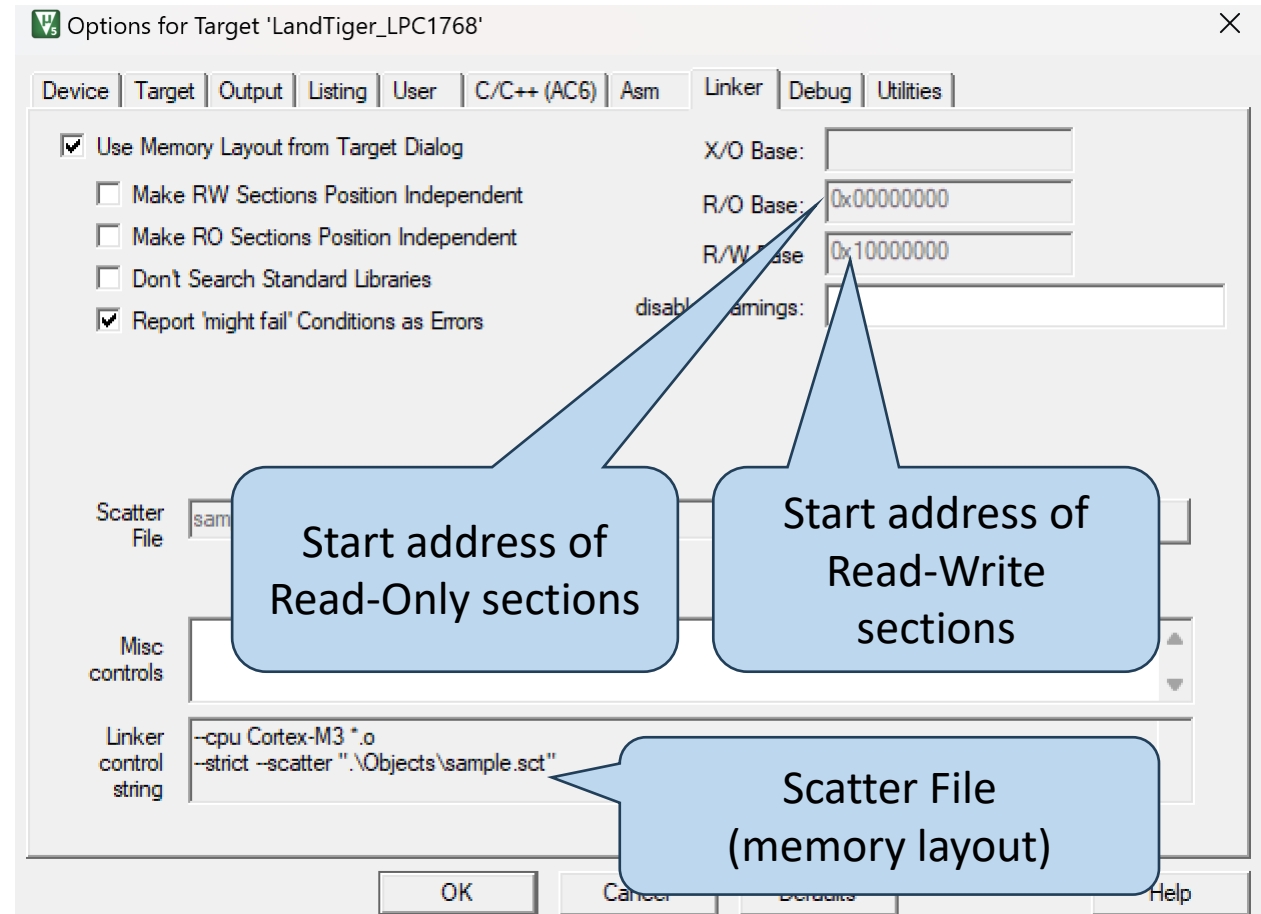 Options for Target 'LandTiger_LPC1768'
Device Target Output Listing User C/C++ (AC6) Asm Linker Debug Utilities
Use Memory Layout from Target Dialog
Make RW Sections Position Independent
Make RO Sections Position Independent
Don't Search Standard Libraries
Report 'might fail' Conditions as Errors
X/O Base:
R/O Base: 0x00000000
R/W Base 0x10000000
Start address of
Read-Only sections
Start address of
Read-Write
sections
Scatter
File
Misc
controls
Linker
control
string
--cpu Cortex-M3 *.o
--strict --scatter ".\Objects\sample.sct"
Scatter File
(memory layout)
OK Cancel Defaults Help